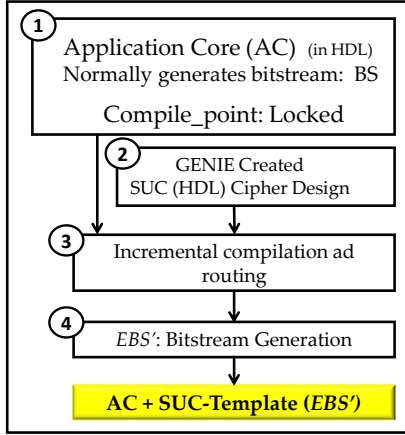 1
Application Core (AC) (in HDL)
Normally generates bitstream: BS
Compile_point: Locked
2
GENIE Created
SUC (HDL) Cipher Design
3
Incremental compilation ad
routing
4
EBS': Bitstream Generation
AC + SUC-Template (EBS')